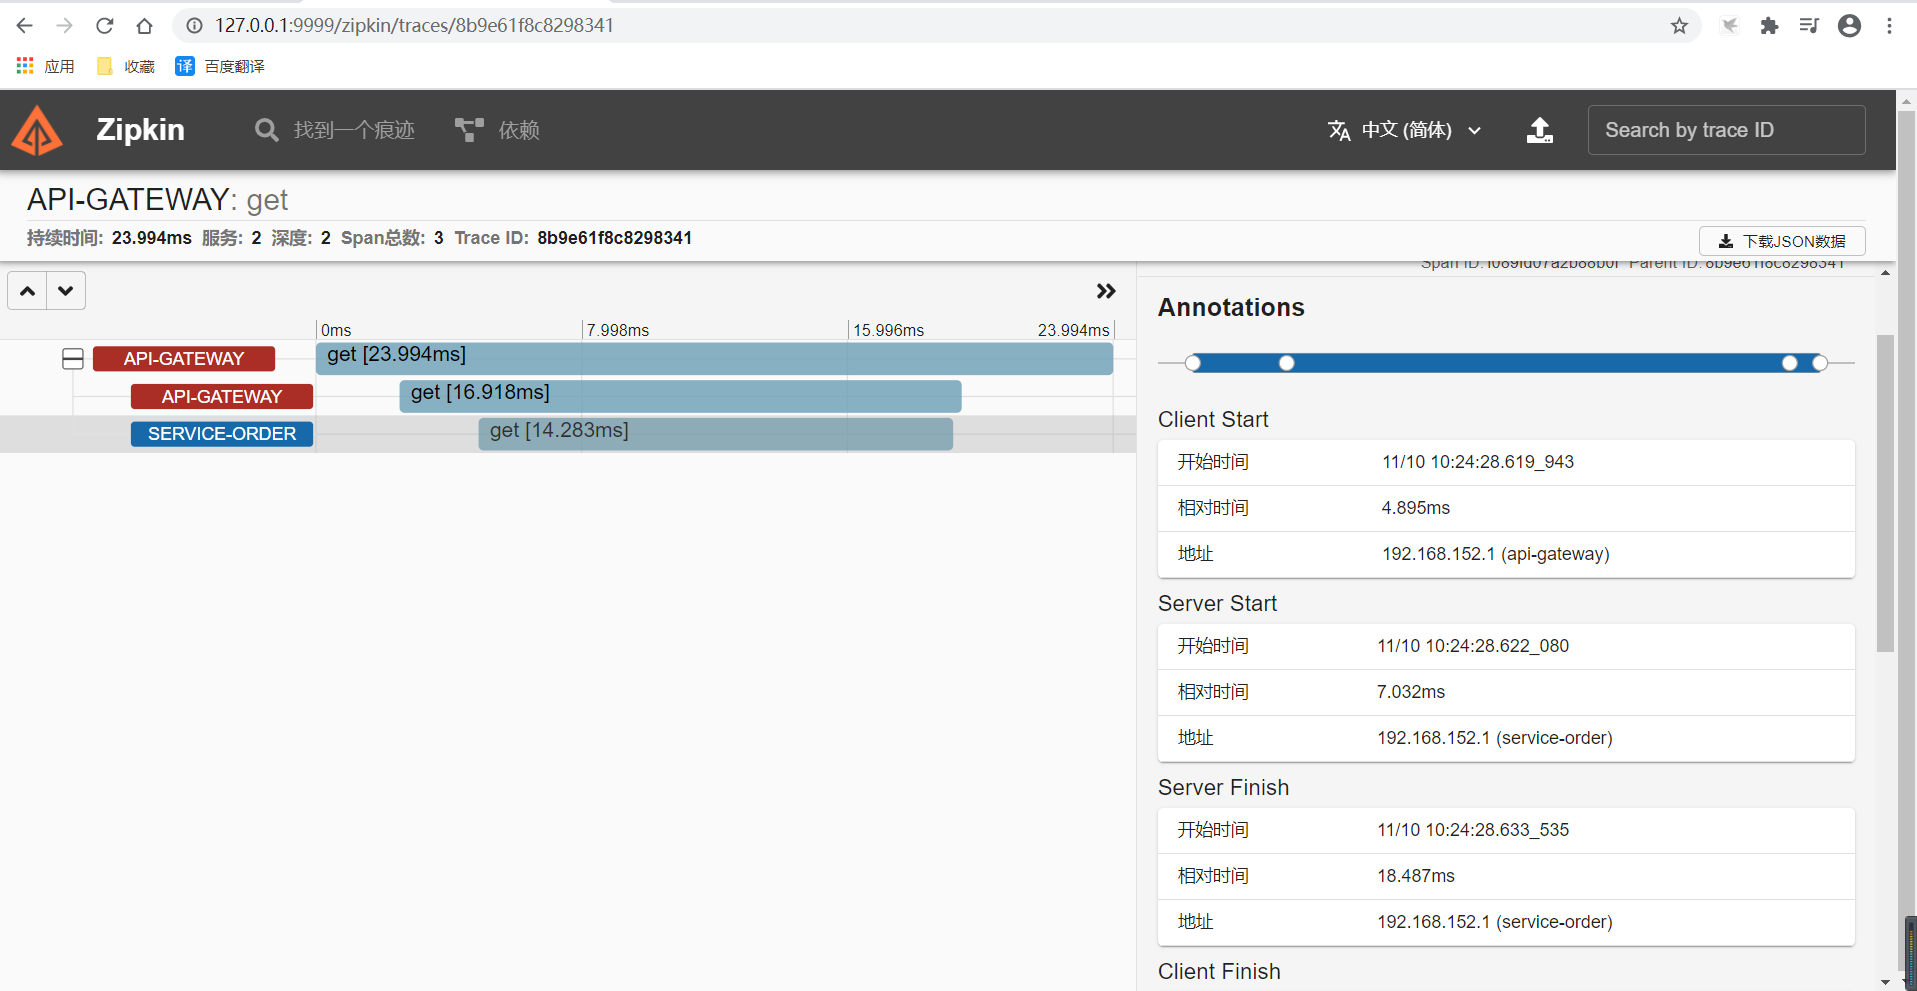 127.0.0.1:9999/zipkin/traces/8b9e61f8c8298341
应用 收藏 译 百度翻译
Zipkin 找到一个痕迹 依赖 中文 (简体) Search by trace ID
API-GATEWAY: get
持续时间: 23.994ms 服务: 2 深度: 2 Span总数: 3 Trace ID: 8b9e61f8c8298341
下载JSON数据
Parent ID: 8b9e61f8c8298341
Annotations
0ms 7.998ms 15.996ms 23.994ms
API-GATEWAY get [23.994ms]
API-GATEWAY get [16.918ms]
SERVICE-ORDER get [14.283ms]
Client Start
开始时间 11/10 10:24:28.619_943
相对时间 4.895ms
地址 192.168.152.1 (api-gateway)
Server Start
开始时间 11/10 10:24:28.622_080
相对时间 7.032ms
地址 192.168.152.1 (service-order)
Server Finish
开始时间 11/10 10:24:28.633_535
相对时间 18.487ms
地址 192.168.152.1 (service-order)
Client Finish